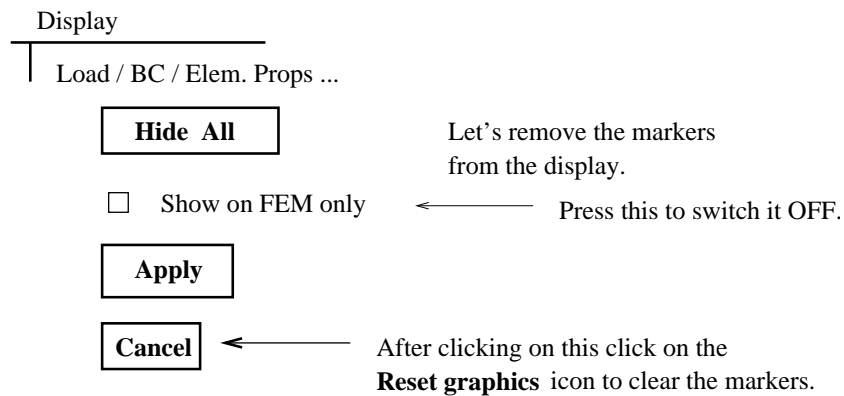 Display
Load / BC / Elem. Props ...
Hide All
Let's remove the markers
from the display.
Show on FEM only
Press this to switch it OFF.
Apply
Cancel
After clicking on this click on the
Reset graphics icon to clear the markers.